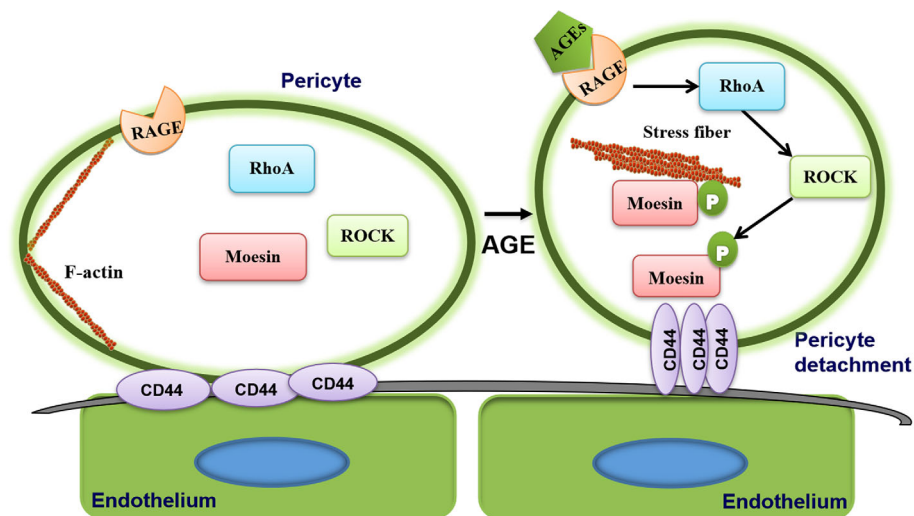 Pericyte
RAGE
RhoA
ROCK
Moesin
F-actin
CD44
CD44
CD44
Endothelium
AGE
AGEs
RAGE
RhoA
Stress fiber
ROCK
Moesin
P
P
Moesin
CD44
CD44
CD44
Pericyte
detachment
Endothelium